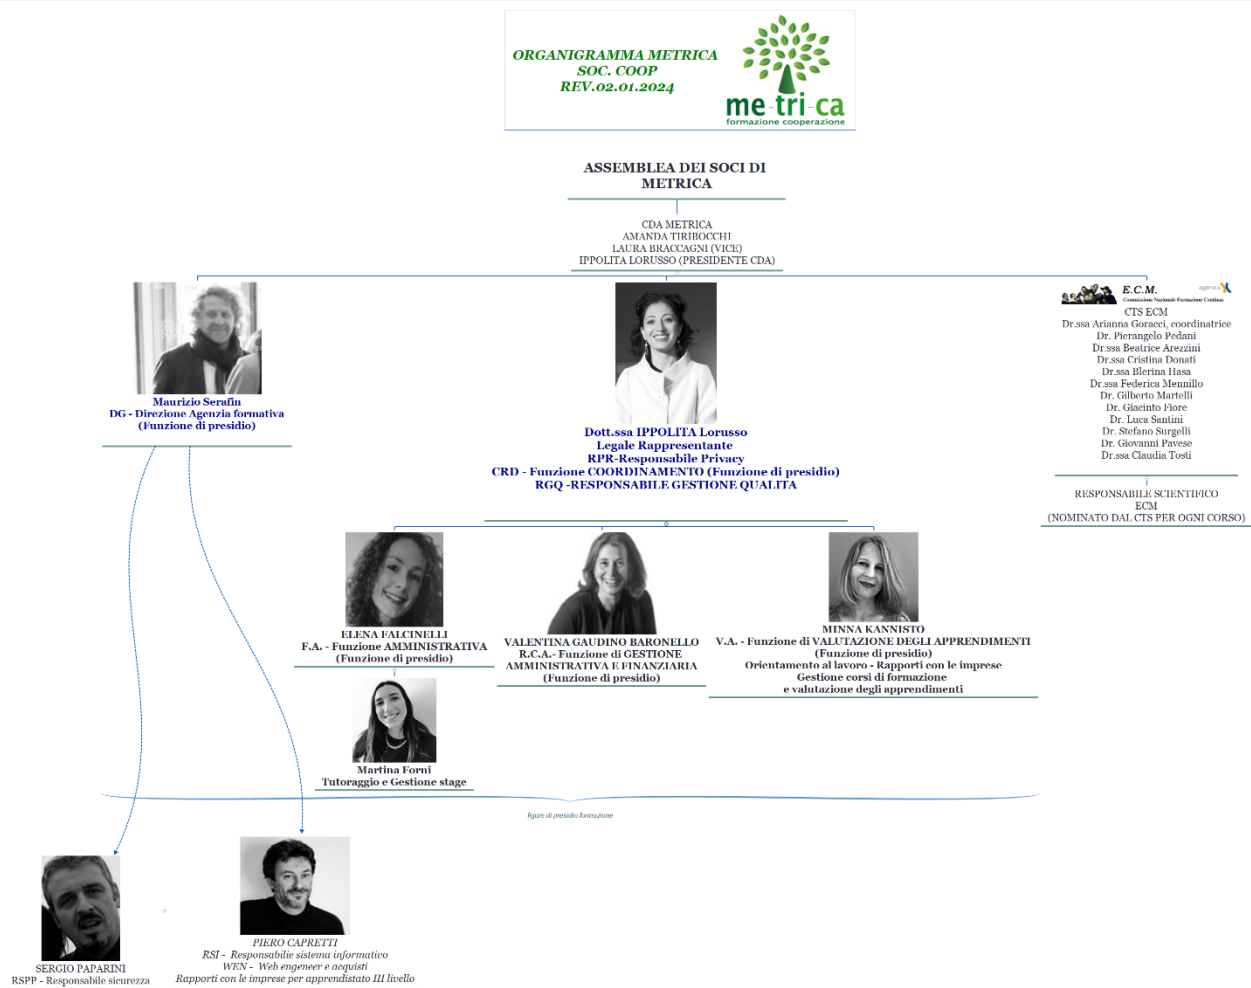 ORGANIGRAMMA METRICA
SOC. COOP
REV.02.01.2024
me-tri-ca
formazione cooperazione
ASSEMBLEA DEI SOCI DI
METRICA
CDA METRICA
AMANDA TIRIBOCCHI
LAURA BRACCAGNI (VICE)
IPPOLITA LORUSSO (PRESIDENTE CDA)
Maurizio Serafin
DG - Direzione Agenzia formativa
(Funzione di presidio)
Dott.ssa IPPOLITA Lorusso
Legale Rappresentante
RPR-Responsabile Privacy
CRD - Funzione COORDINAMENTO (Funzione di presidio)
RGQ -RESPONSABILE GESTIONE QUALITA
E.C.M.
Commissione Nazionale Formazione Continua
CTS ECM
Dr.ssa Arianna Goracci, coordinatrice
Dr. Pierangelo Pedani
Dr.ssa Beatrice Arezzini
Dr.ssa Cristina Donati
Dr.ssa Blerina Hasa
Dr.ssa Federica Mennillo
Dr. Gilberto Martelli
Dr. Giacinto Fiore
Dr. Luca Santini
Dr. Stefano Surgelli
Dr. Giovanni Pavese
Dr.ssa Claudia Tosti
RESPONSABILE SCIENTIFICO
ECM
(NOMINATO DAL CTS PER OGNI CORSO)
ELENA FALCINELLI
F.A. - Funzione AMMINISTRATIVA
(Funzione di presidio)
VALENTINA GAUDINO BARONELLO
R.C.A.- Funzione di GESTIONE
AMMINISTRATIVA E FINANZIARIA
(Funzione di presidio)
MINNA KANNISTO
V.A. - Funzione di VALUTAZIONE DEGLI APPRENDIMENTI
(Funzione di presidio)
Orientamento al lavoro - Rapporti con le imprese
Gestione corsi di formazione
e valutazione degli apprendimenti
Martina Forni
Tutoraggio e Gestione stage
figure di presidio formazione
SERGIO PAPARINI
RSPP - Responsabile sicurezza
PIERO CAPRETTI
RSI - Responsabilie sistema informativo
WEN - Web engeneer e acquisti
Rapporti con le imprese per apprendistato III livello